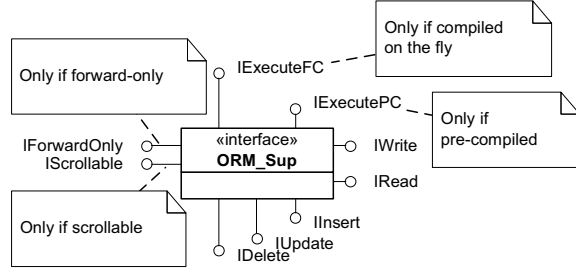 Only if compiled
on the fly
IExecuteFC
Only if forward-only
IExecutePC
Only if
pre-compiled
«interface»
ORM_Sup
IForwardOnly
IScrollable
IWrite
IRead
Only if scrollable
IInsert
IUpdate
IDelete